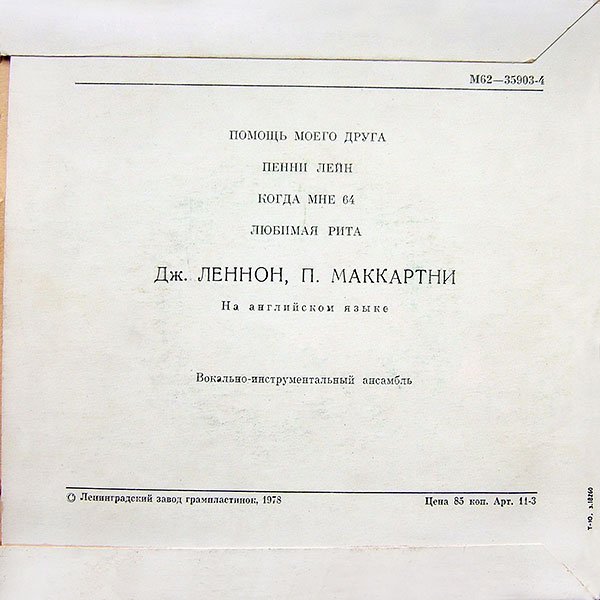 М62—35903-4
ПОМОЩЬ МОЕГО ДРУГА
ПЕННИ ЛЕЙН
КОГДА МНЕ 64
ЛЮБИМАЯ РИТА
Дж. ЛЕННОН, П. МАККАРТНИ
На английском языке
Вокально-инструментальный ансамбль
© Ленинградский завод грампластинок, 1978
Цена 85 коп. Арт. 11-3
Т-Ю. з.18260